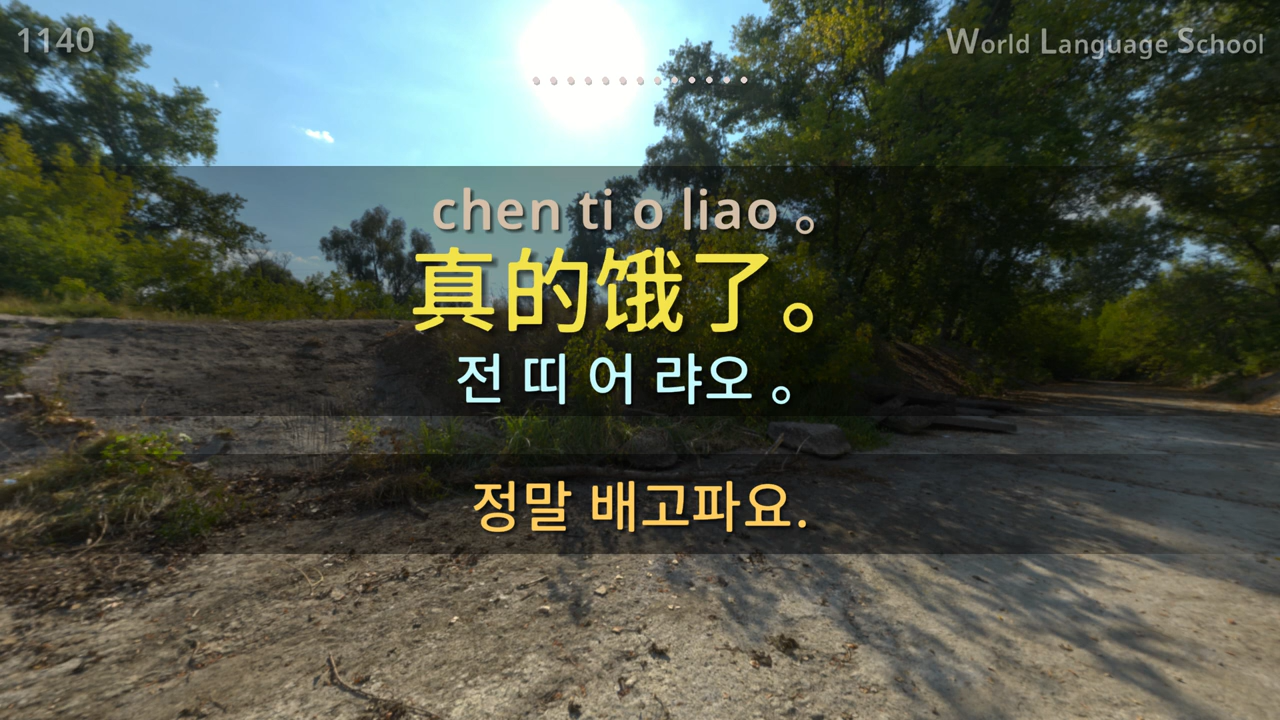 1140
World Language School
chen ti o liao 。
真的饿了。
전 띠 어 랴오 。
정말 배고파요.